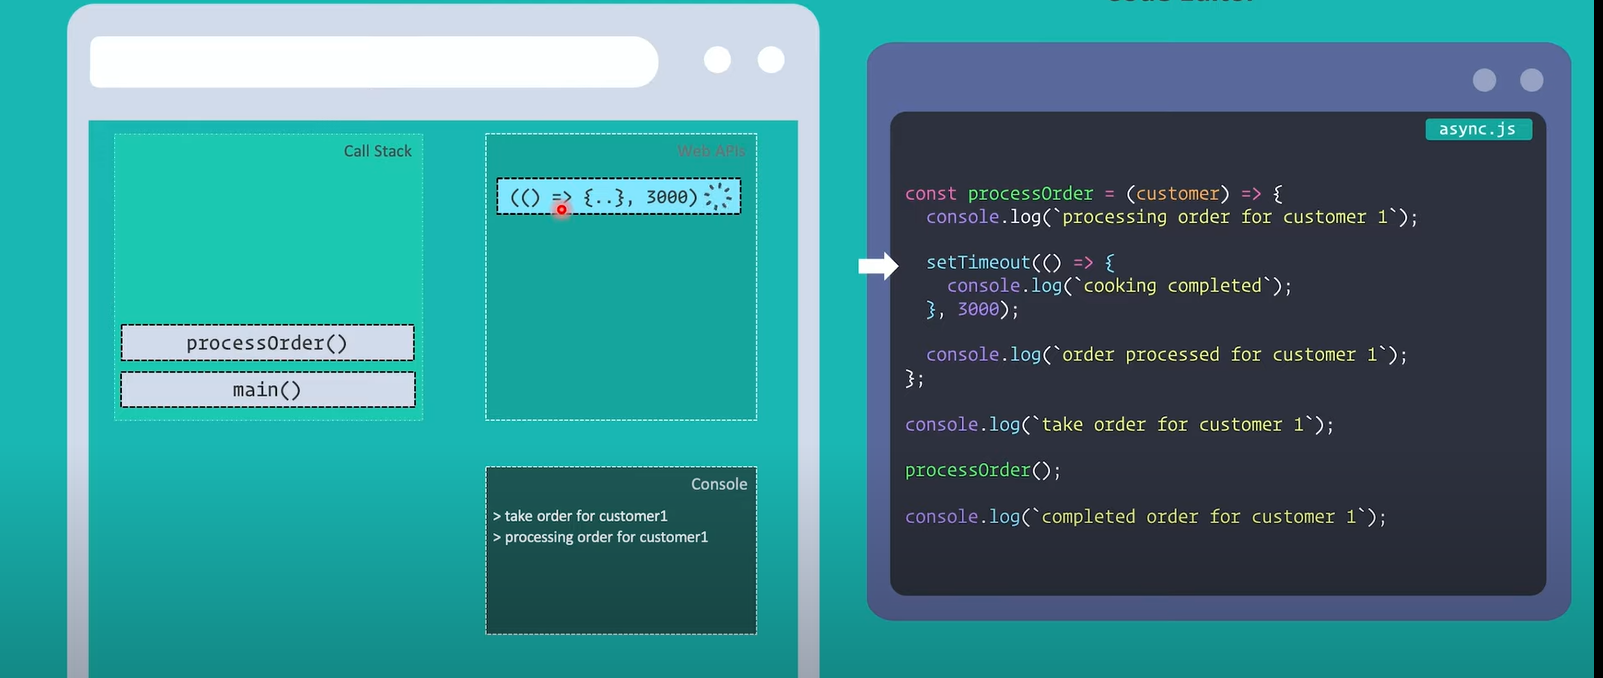 Code Editor
Call Stack
Web APIs
(() => {..}, 3000)
processOrder()
main()
Console
> take order for customer1
> processing order for customer1
async.js
const processOrder = (customer) => {
console.log(`processing order for customer 1`);
setTimeout(() => {
console.log(`cooking completed`);
}, 3000);
console.log(`order processed for customer 1`);
};
console.log(`take order for customer 1`);
processOrder();
console.log(`completed order for customer 1`);